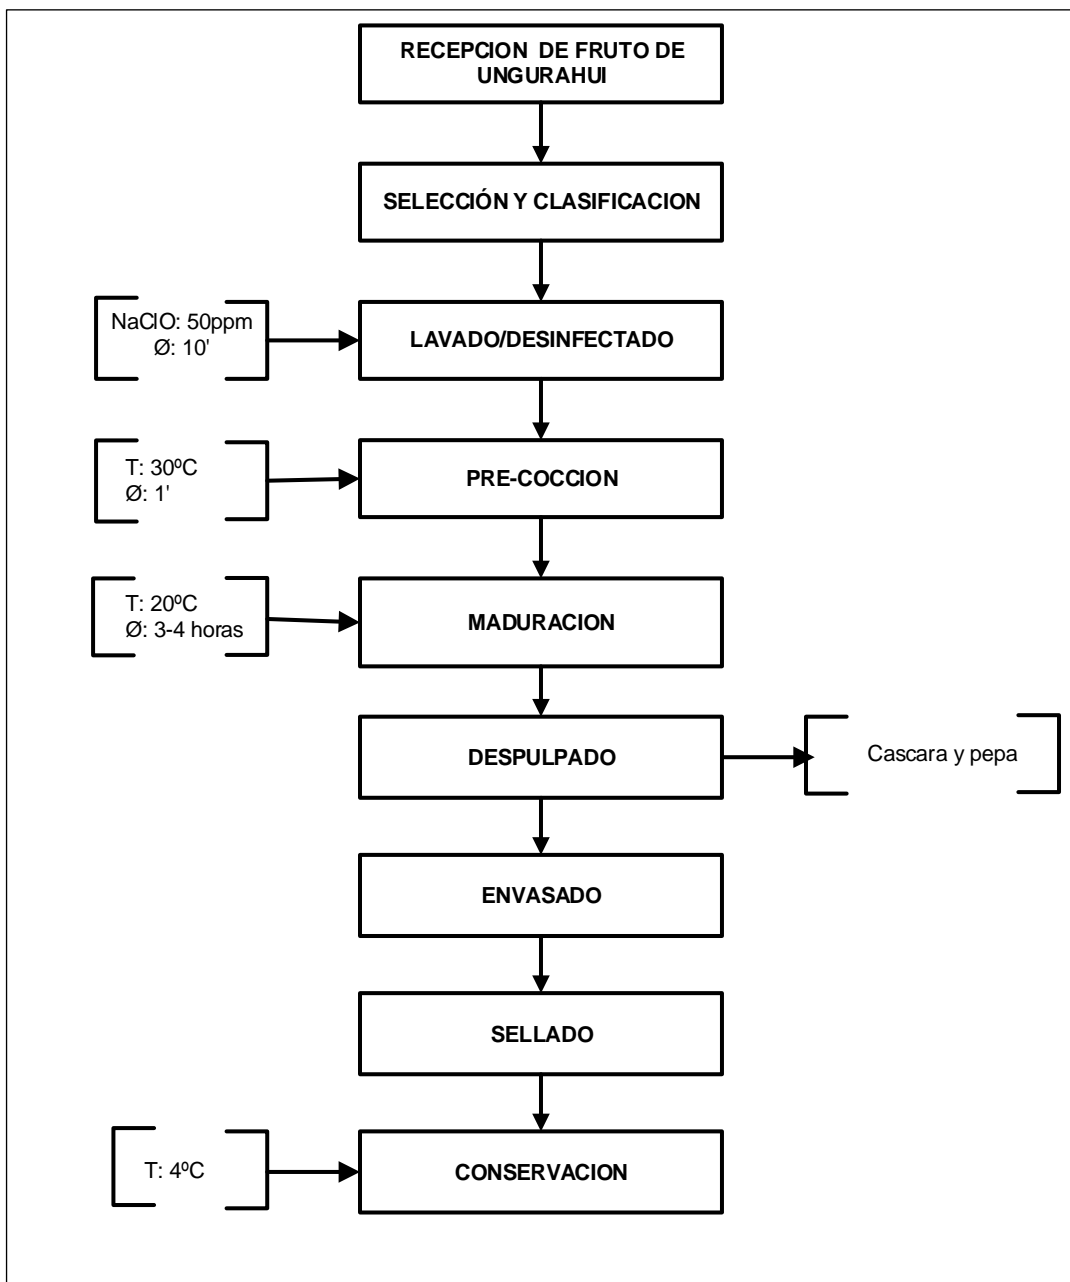 RECEPCION DE FRUTO DE
UNGURAHUI
SELECCIÓN Y CLASIFICACION
NaClO: 50ppm
Ø: 10'
LAVADO/DESINFECTADO
T: 30ºC
Ø: 1'
PRE-COCCION
T: 20ºC
Ø: 3-4 horas
MADURACION
DESPULPADO
Cascara y pepa
ENVASADO
SELLADO
T: 4ºC
CONSERVACION